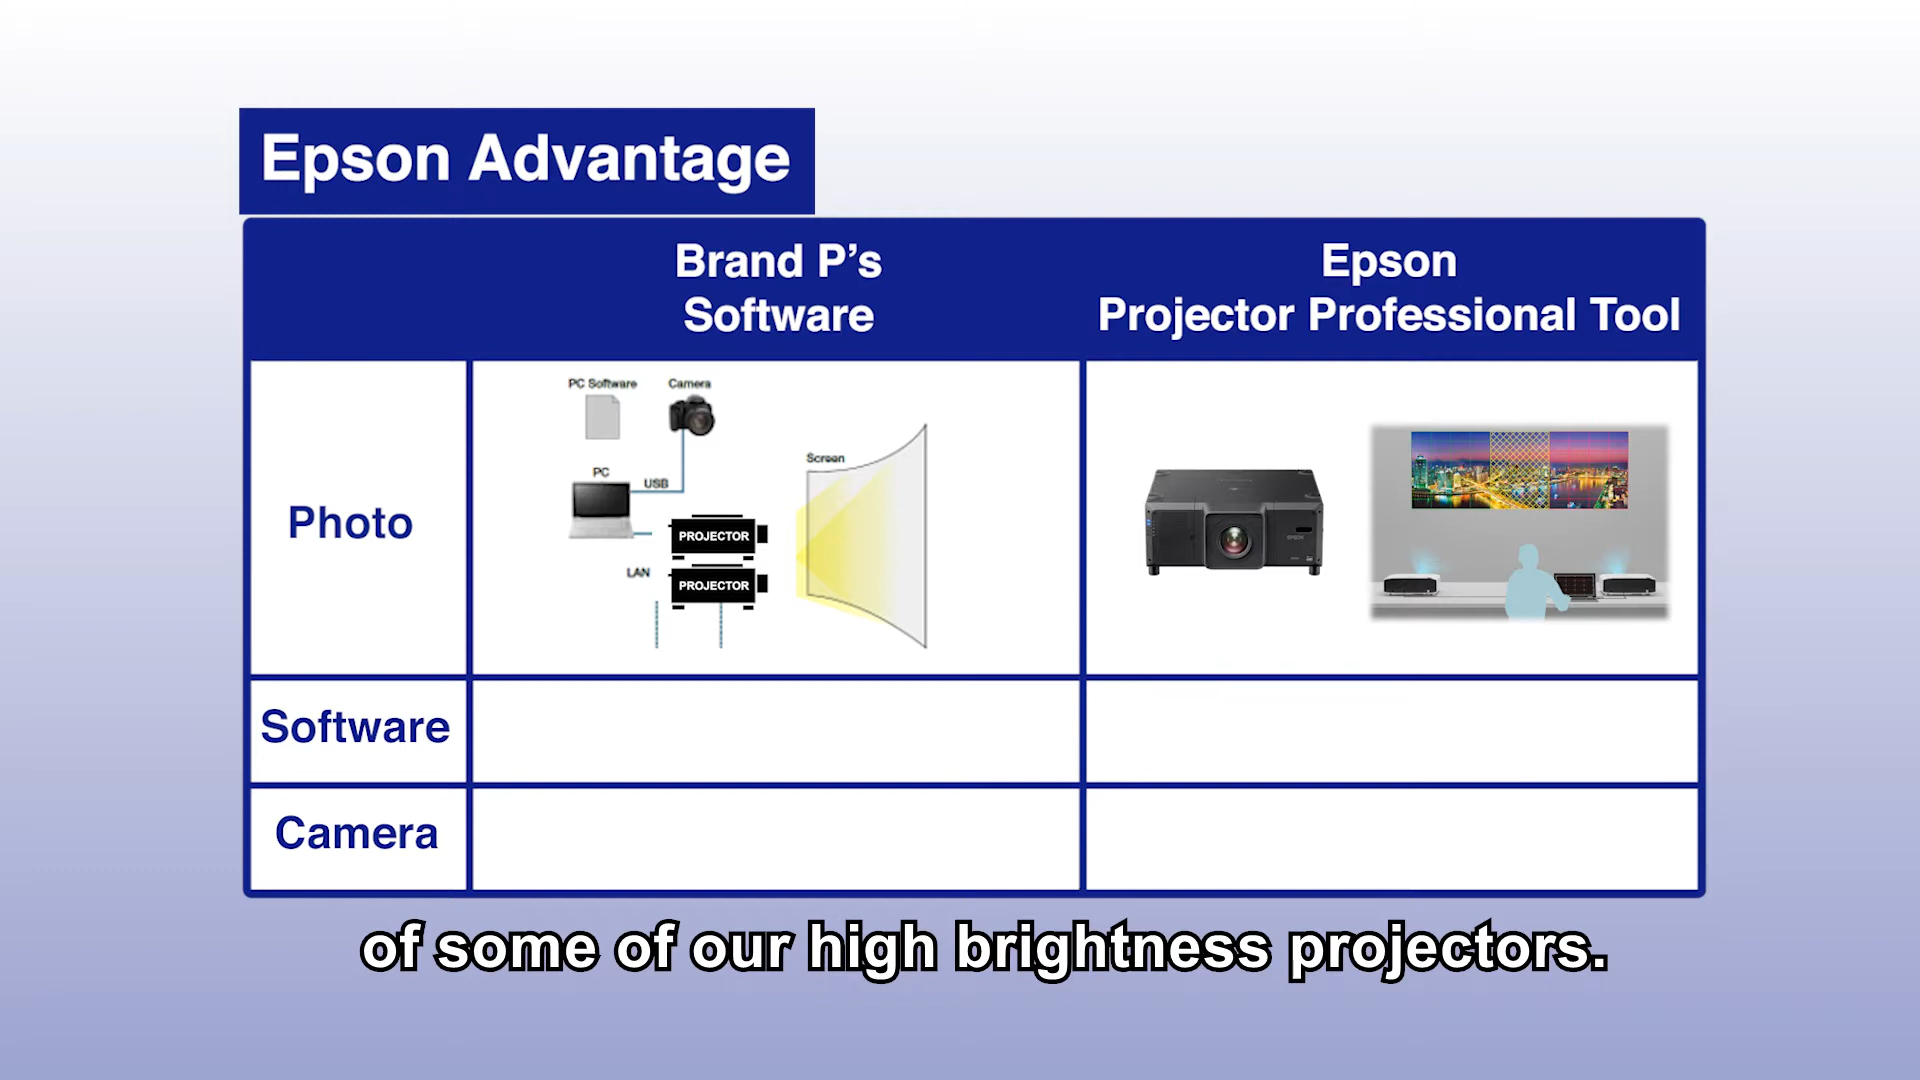 Epson Advantage
Brand P’s
Software
Epson
Projector Professional Tool
Photo
PC Software
Camera
Screen
PC
USB
PROJECTOR
LAN
PROJECTOR
EPSON
Software
Camera
of some of our high brightness projectors.